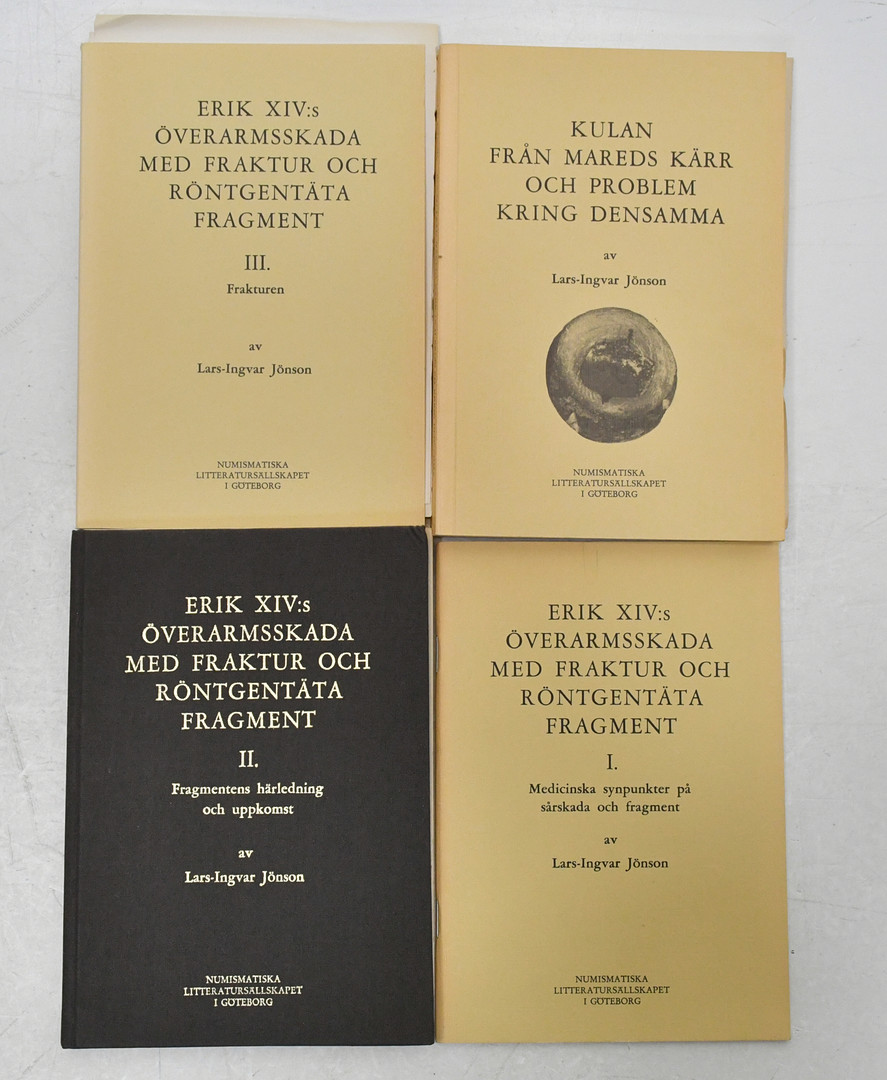 ERIK XIV:s
ÖVERARMSSKADA
MED FRAKTUR OCH
RÖNTGENTÄTA
FRAGMENT
III.
Frakturen
av
Lars-Ingvar Jönson
NUMISMATISKA
LITTERATURSÄLLSKAPET
I GÖTEBORG
KULAN
FRÅN MAREDS KÄRR
OCH PROBLEM
KRING DENSAMMA
av
Lars-Ingvar Jönson
NUMISMATISKA
LITTERATURSÄLLSKAPET
I GÖTEBORG
ERIK XIV:s
ÖVERARMSSKADA
MED FRAKTUR OCH
RÖNTGENTÄTA
FRAGMENT
II.
Fragmentens härledning
och uppkomst
av
Lars-Ingvar Jönson
NUMISMATISKA
LITTERATURSÄLLSKAPET
I GÖTEBORG
ERIK XIV:s
ÖVERARMSSKADA
MED FRAKTUR OCH
RÖNTGENTÄTA
FRAGMENT
I.
Medicinska synpunkter på
sårskada och fragment
av
Lars-Ingvar Jönson
NUMISMATISKA
LITTERATURSÄLLSKAPET
I GÖTEBORG